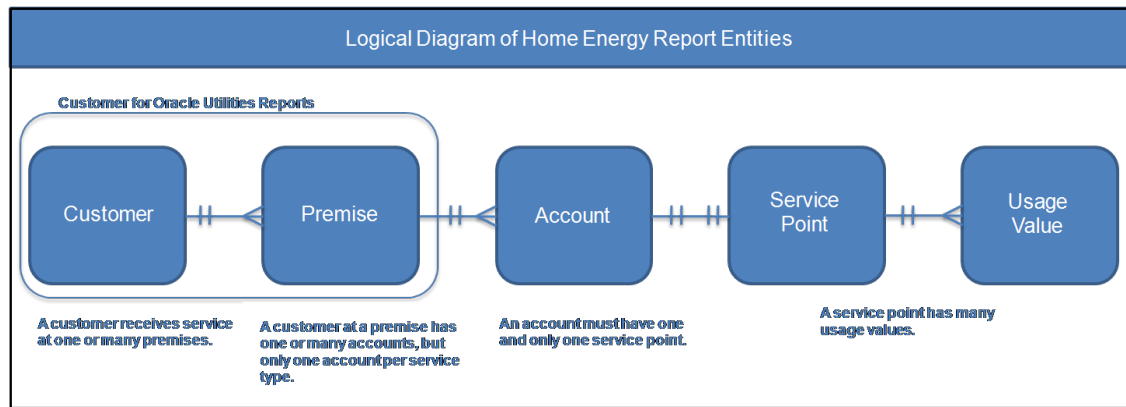 Logical Diagram of Home Energy Report Entities
Customer for Oracle Utilities Reports
Customer
Premise
Account
Service
Point
Usage
Value
A customer receives service
at one or many premises.
A customer at a premise has
one or many accounts, but
only one account per service
type.
An account must have one
and only one service point.
A service point has many
usage values.